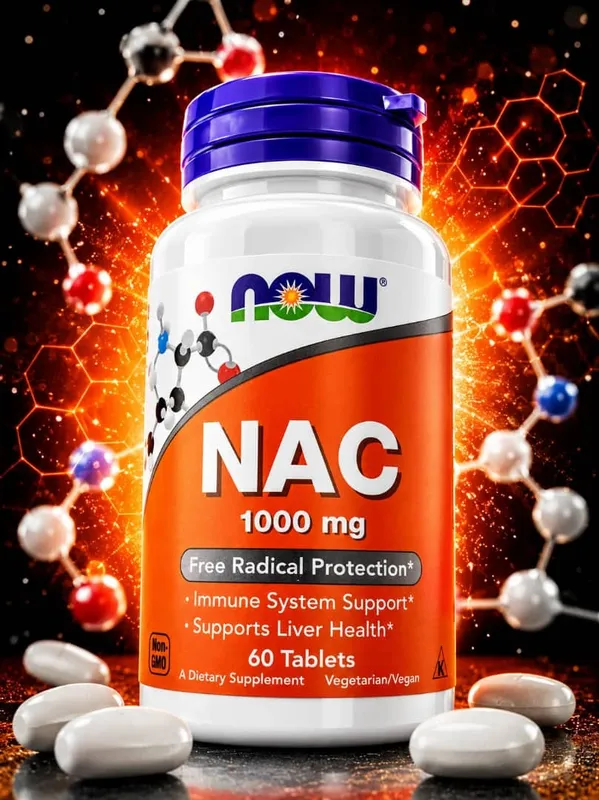 NOW®
NAC
1000 mg
Free Radical Protection*
• Immune System Support*
• Supports Liver Health*
60 Tablets
A Dietary Supplement Vegetarian/Vegan
Non-
GMO
K